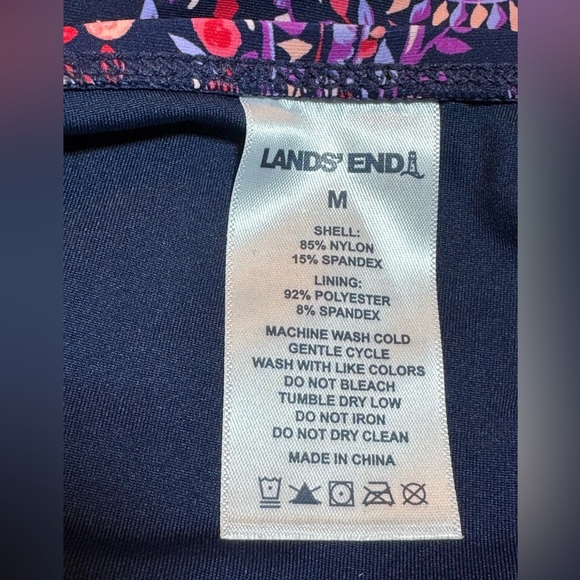 LANDS' END
M
SHELL:
85% NYLON
15% SPANDEX
LINING:
92% POLYESTER
8% SPANDEX
MACHINE WASH COLD
GENTLE CYCLE
WASH WITH LIKE COLORS
DO NOT BLEACH
TUMBLE DRY LOW
DO NOT IRON
DO NOT DRY CLEAN
MADE IN CHINA